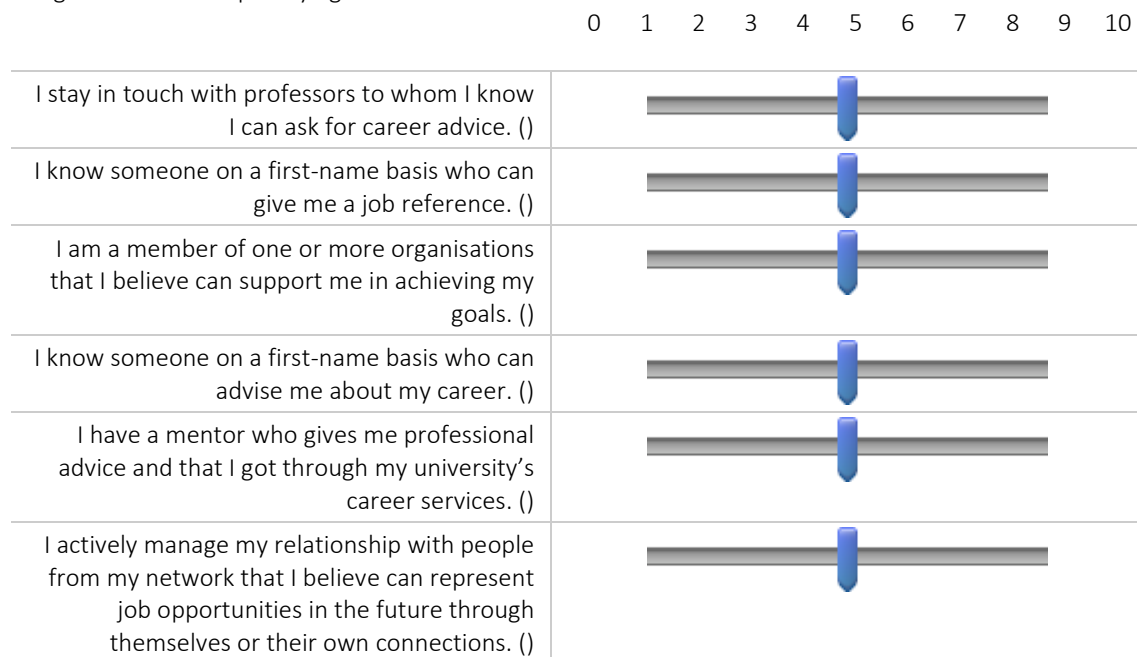 0 1 2 3 4 5 6 7 8 9 10
I stay in touch with professors to whom I know
I can ask for career advice. ()
I know someone on a first-name basis who can
give me a job reference. ()
I am a member of one or more organisations
that I believe can support me in achieving my
goals. ()
I know someone on a first-name basis who can
advise me about my career. ()
I have a mentor who gives me professional
advice and that I got through my university’s
career services. ()
I actively manage my relationship with people
from my network that I believe can represent
job opportunities in the future through
themselves or their own connections. ()